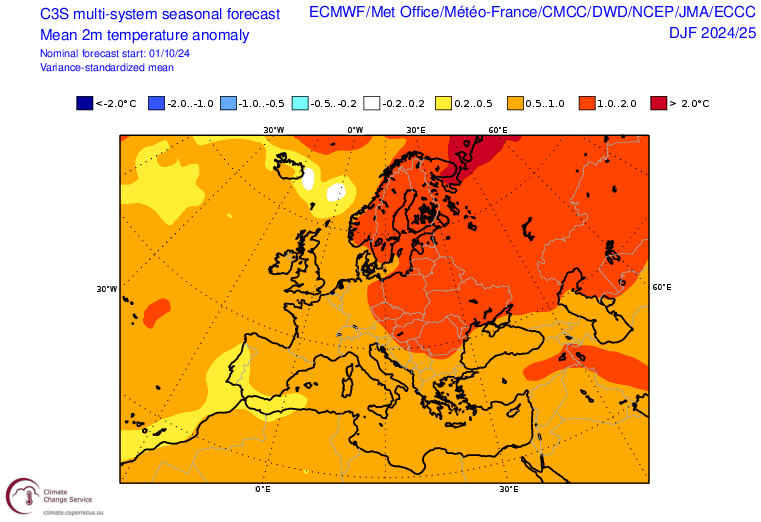 C3S multi-system seasonal forecast
ECMWF/Met Office/Météo-France/CMCC/DWD/NCEP/JMA/ECCC
Mean 2m temperature anomaly
DJF 2024/25
Nominal forecast start: 01/10/24
Variance-standardized mean
<-2.0°C -2.0..-1.0 -1.0..-0.5 -0.5..-0.2 -0.2..0.2 0.2..0.5 0.5..1.0 1.0..2.0 > 2.0°C
30°W 0°W 30°E 60°E
30°W 60°E
0°E 30°E
Climate
Change Service
climate.copernicus.eu